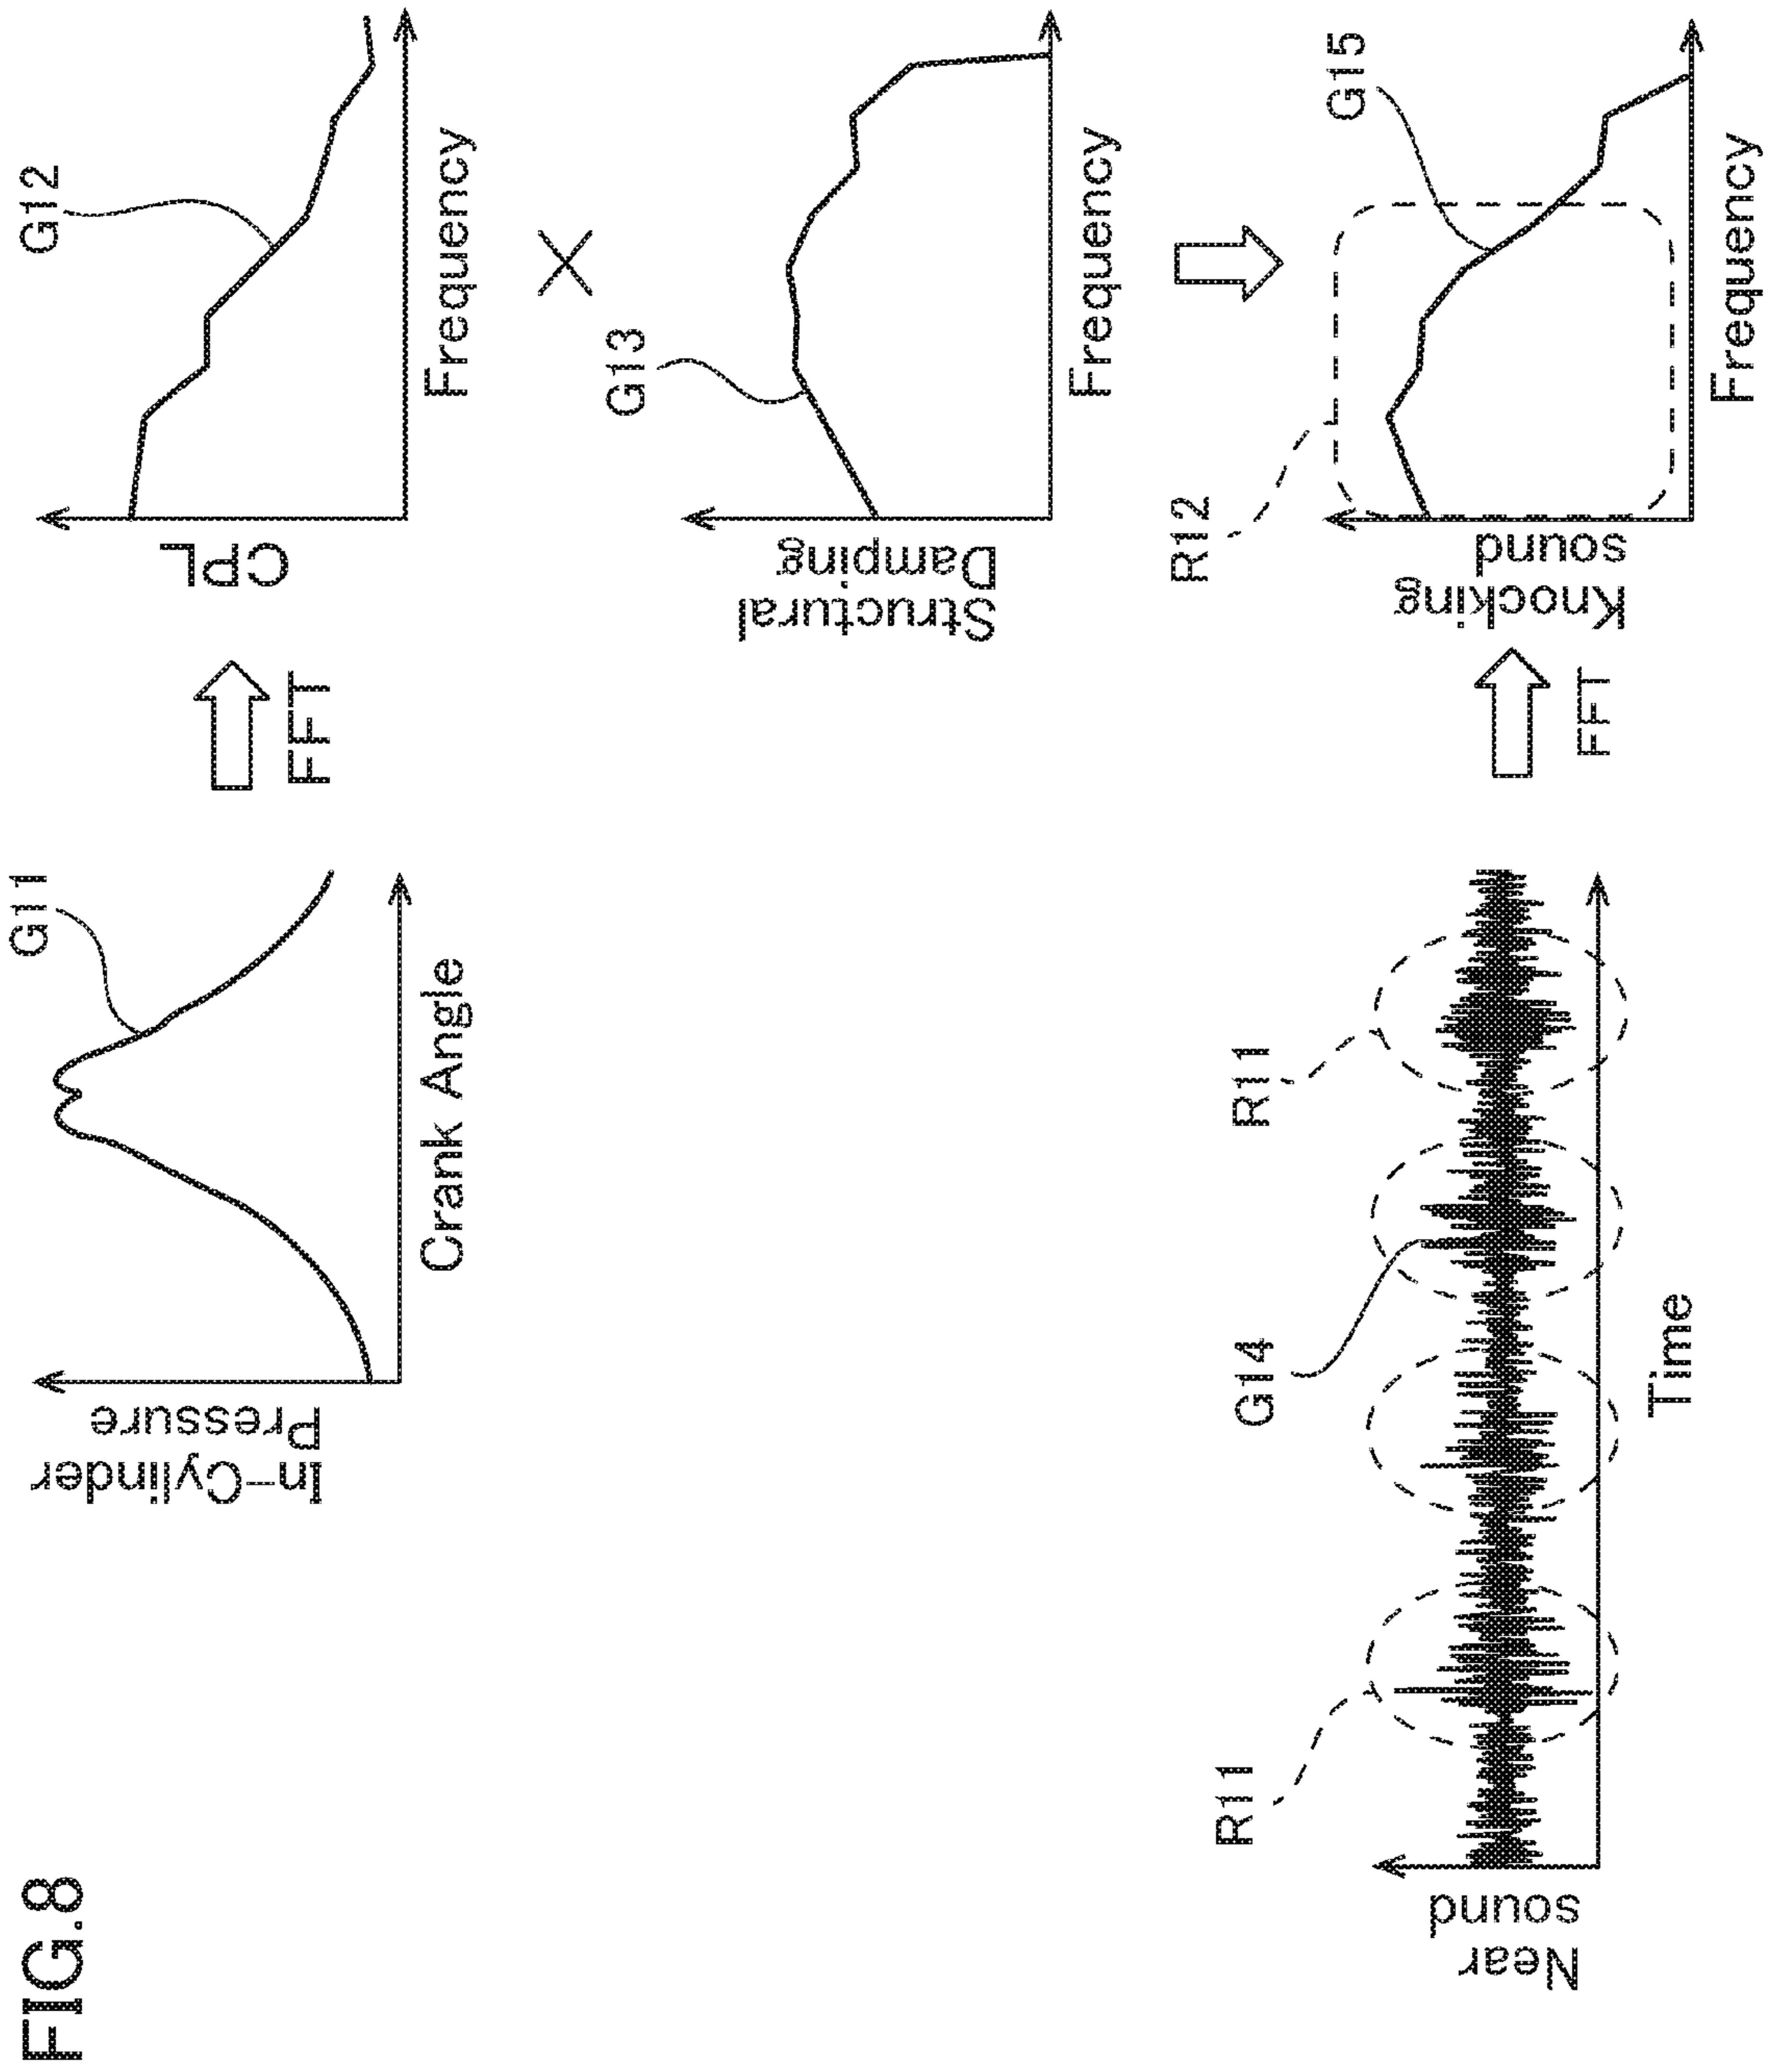 FIG.8
In-Cylinder
Pressure
G11
Crank Angle
FFT
CPL
G12
Frequency
×
Structural
Damping
G13
Frequency
Near
sound
R11
G14
R11
Time
FFT
Knocking
sound
R12
G15
Frequency